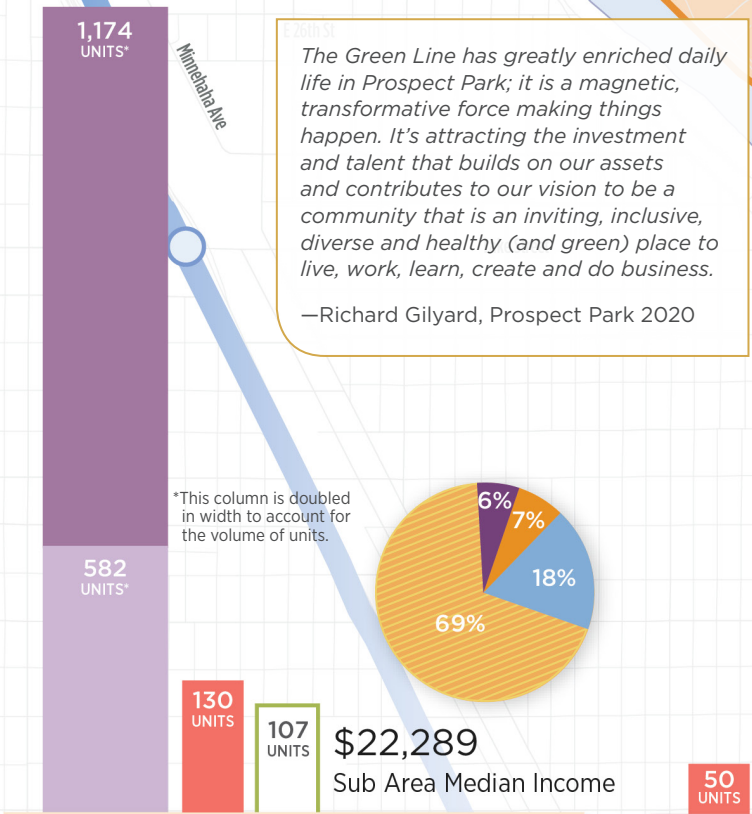 1,174
UNITS*
Minnehaha Ave
E 26th St
The Green Line has greatly enriched daily
life in Prospect Park; it is a magnetic,
transformative force making things
happen. It’s attracting the investment
and talent that builds on our assets
and contributes to our vision to be a
community that is an inviting, inclusive,
diverse and healthy (and green) place to
live, work, learn, create and do business.
—Richard Gilyard, Prospect Park 2020
*This column is doubled
in width to account for
the volume of units.
6%
7%
18%
69%
582
UNITS*
130
UNITS
107
UNITS
$22,289
Sub Area Median Income
50
UNITS